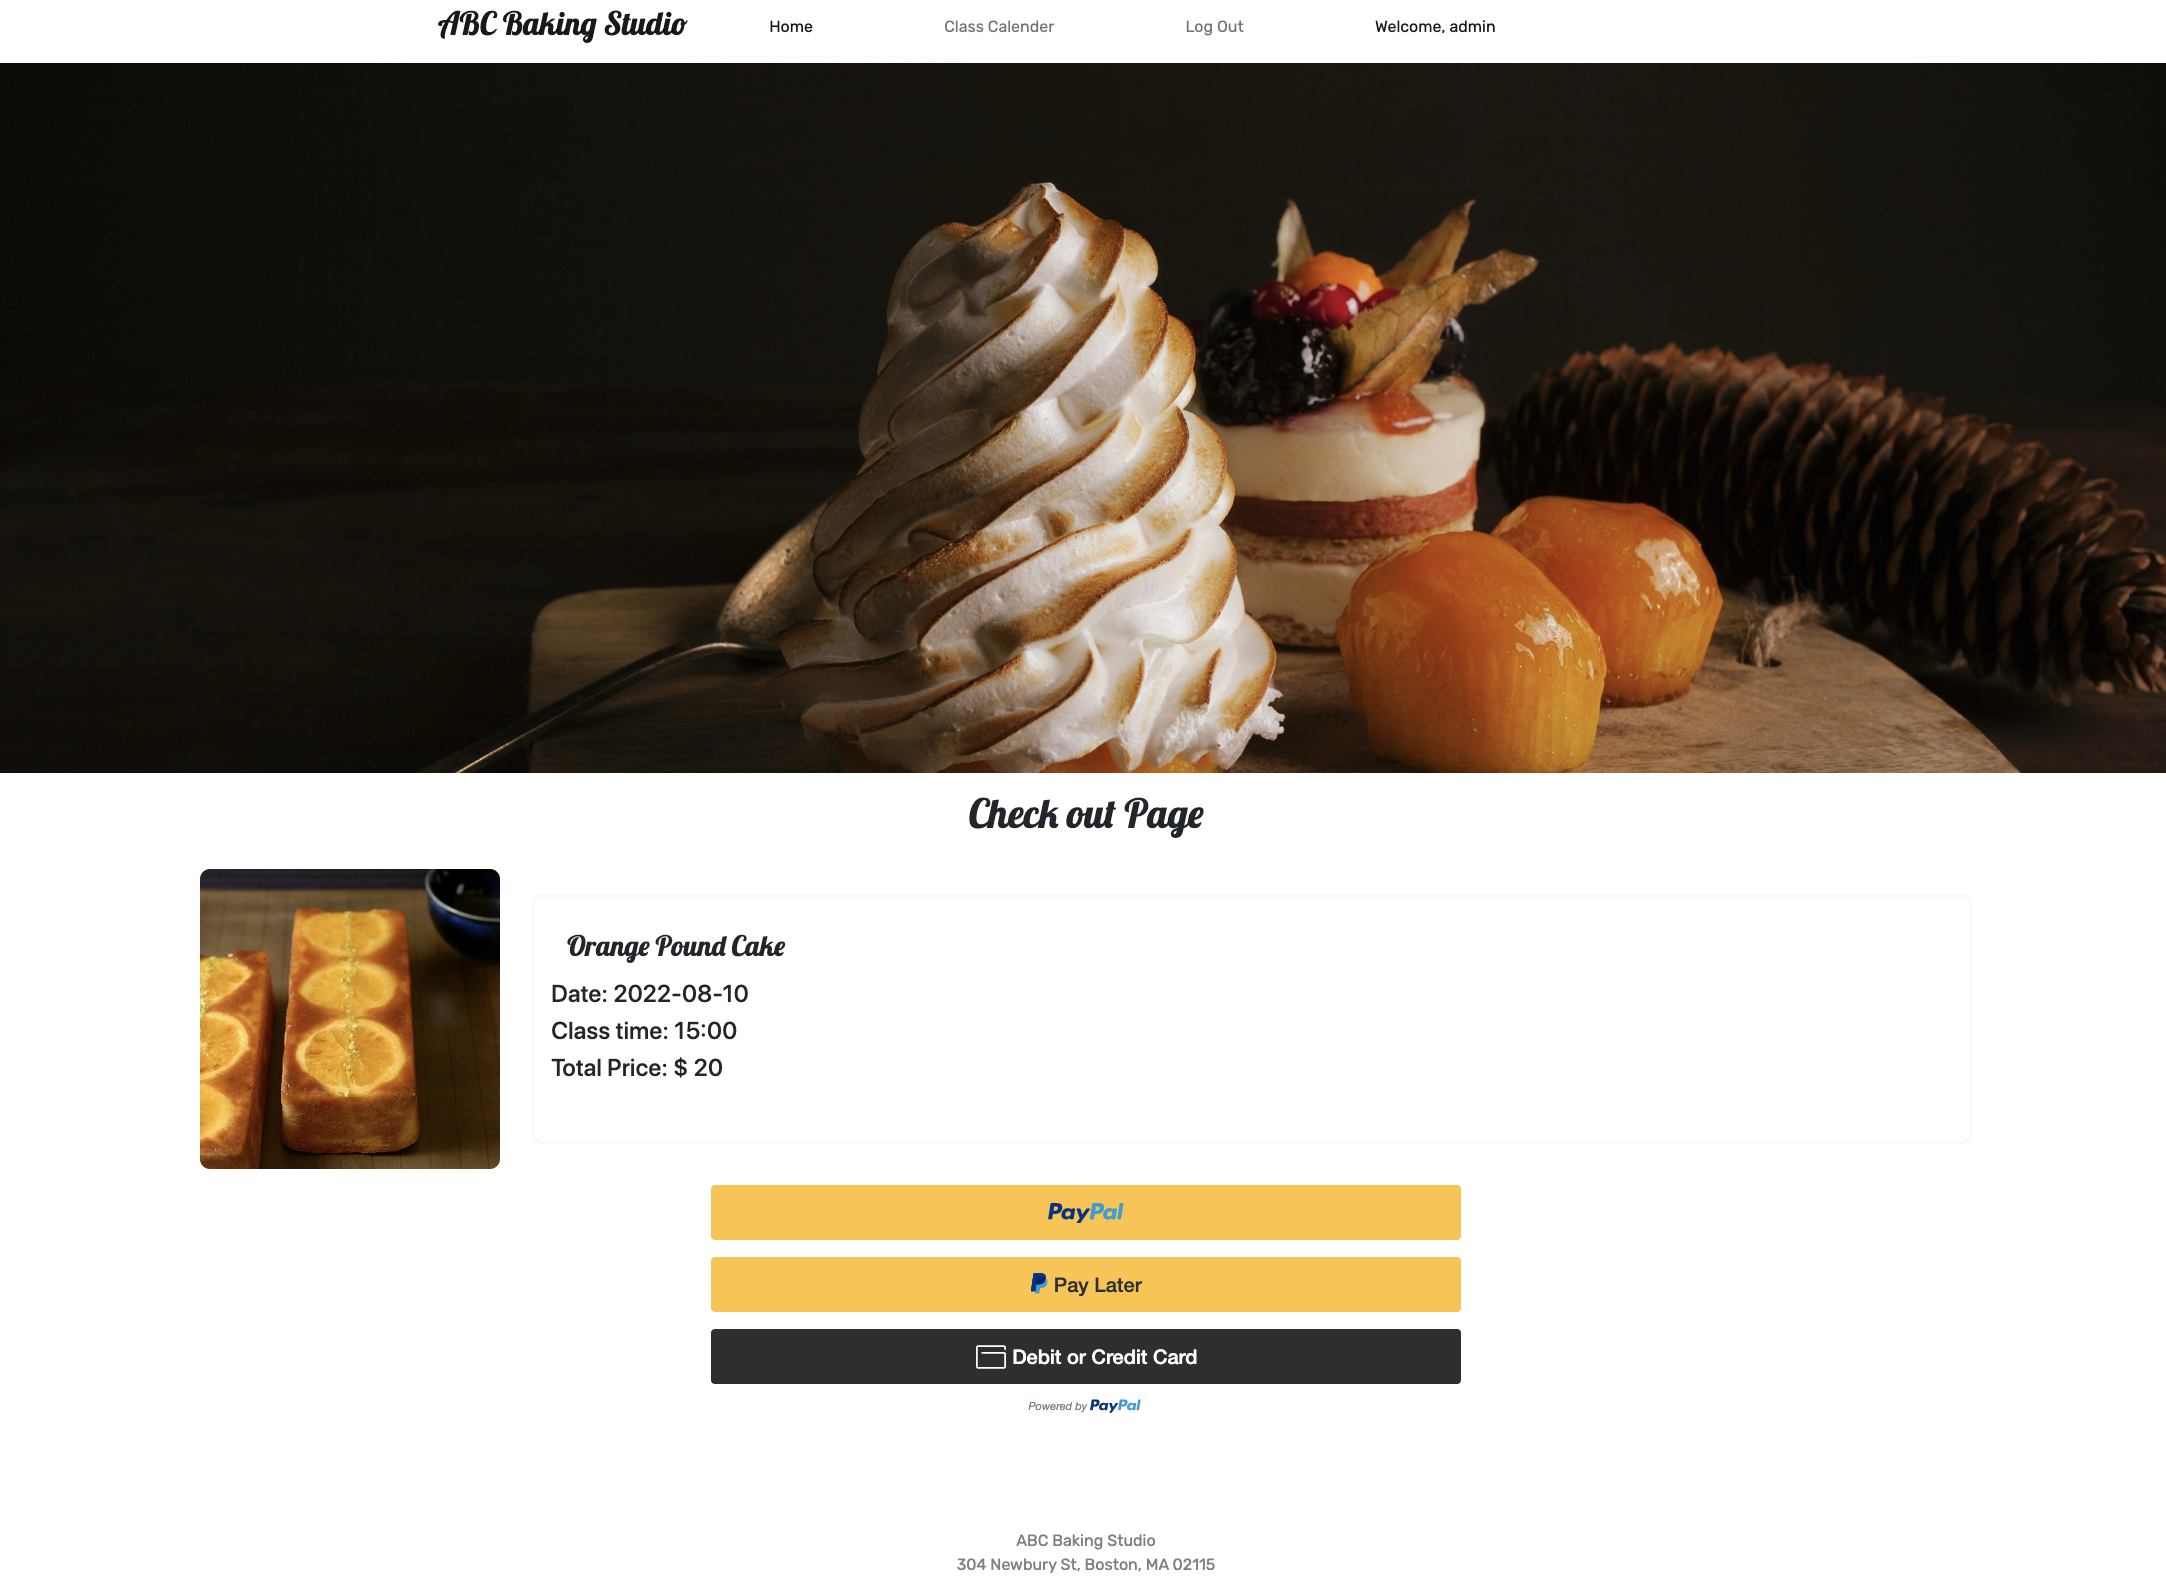 ABC Baking Studio
Home
Class Calender
Log Out
Welcome, admin
Check out Page
Orange Pound Cake
Date: 2022-08-10
Class time: 15:00
Total Price: $ 20
PayPal
Pay Later
Debit or Credit Card
Powered by PayPal
ABC Baking Studio
304 Newbury St, Boston, MA 02115